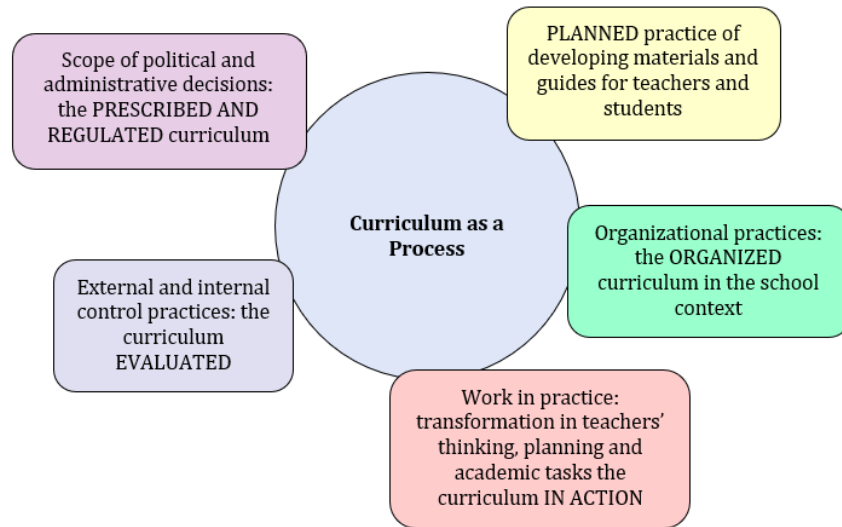 Scope of political and
administrative decisions:
the PRESCRIBED AND
REGULATED curriculum
PLANNED practice of
developing materials and
guides for teachers and
students
Curriculum as a
Process
Organizational practices:
the ORGANIZED
curriculum in the school
context
External and internal
control practices: the
curriculum
EVALUATED
Work in practice:
transformation in teachers’
thinking, planning and
academic tasks the
curriculum IN ACTION